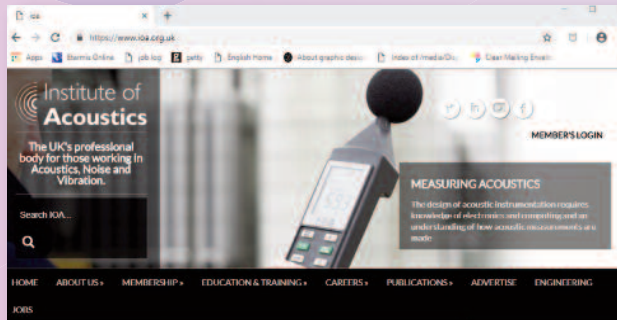 ioa
https://www.ioa.org.uk
Apps
job log
English Home
Institute of
Acoustics
MEMBER'S LOGIN
The UK's professional
body for those working in
Acoustics, Noise and
Vibration.
MEASURING ACOUSTICS
The design of acoustic instrumentation requires
knowledge of electronics and computing and an
understanding of how acoustic measurements are
made
Search IOA...
HOME ABOUT US » MEMBERSHIP » EDUCATION & TRAINING » CAREERS » PUBLICATIONS » ADVERTISE ENGINEERING
JOBS